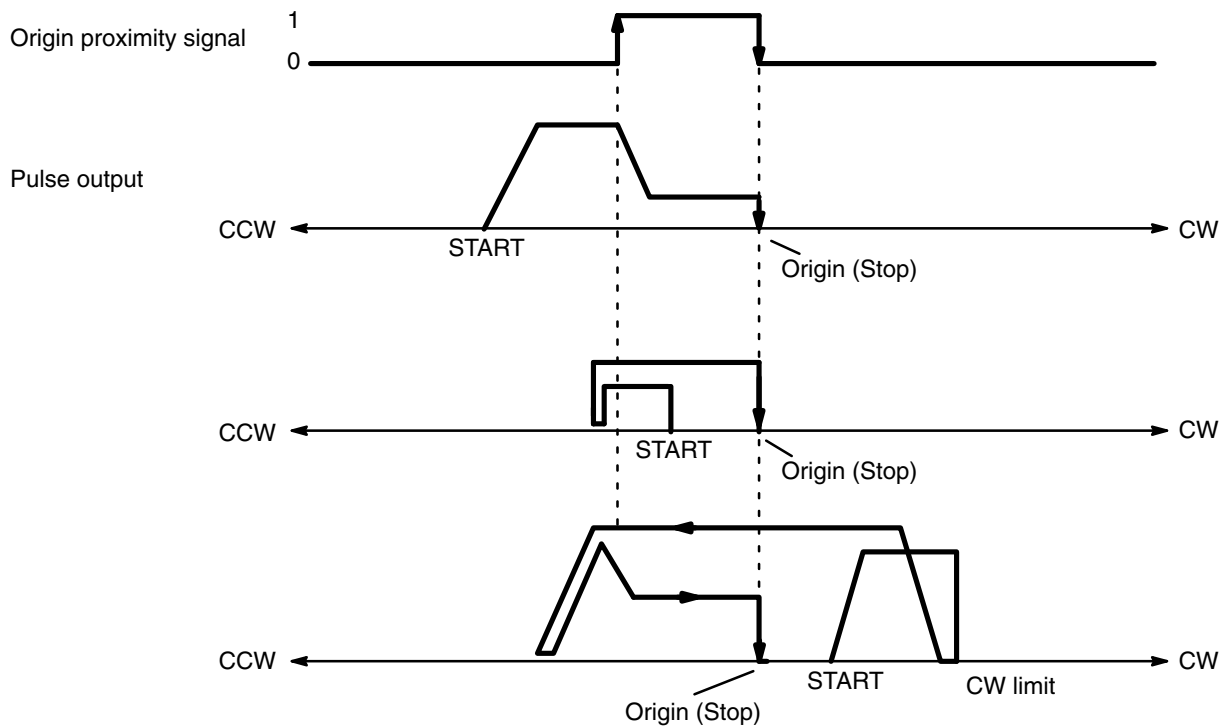 Origin proximity signal
1
0
Pulse output
CCW
CW
START
Origin (Stop)
CCW
CW
START
Origin (Stop)
CCW
CW
START
CW limit
Origin (Stop)